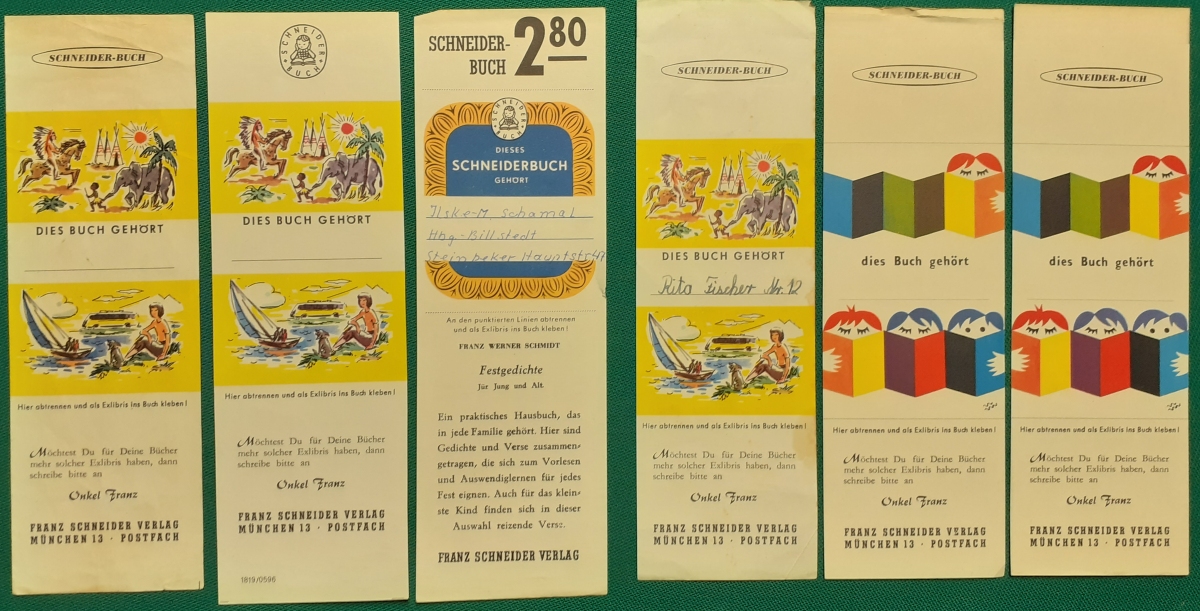 SCHNEIDER-BUCH
DIES BUCH GEHÖRT
Hier abtrennen und als Exlibris ins Buch kleben!
Möchtest Du für Deine Bücher
mehr solcher Exlibris haben, dann
schreibe bitte an
Onkel Franz
FRANZ SCHNEIDER VERLAG
MÜNCHEN 13 · POSTFACH
SCHNEIDER
BUCH
DIES BUCH GEHÖRT
Hier abtrennen und als Exlibris ins Buch kleben!
Möchtest Du für Deine Bücher
mehr solcher Exlibris haben, dann
schreibe bitte an
Onkel Franz
FRANZ SCHNEIDER VERLAG
MÜNCHEN 13 · POSTFACH
1819/0596
SCHNEIDER-
BUCH
2 80
SCHNEIDER
BUCH
DIESES
SCHNEIDERBUCH
GEHÖRT
Ilske-M. Schamal
Hbg-Billstedt
Steinbeker Hauptstr 47
An den punktierten Linien abtrennen
und als Exlibris ins Buch kleben!
FRANZ WERNER SCHMIDT
Festgedichte
Für Jung und Alt.
Ein praktisches Hausbuch, das
in jede Familie gehört. Hier sind
Gedichte und Verse zusammen-
getragen, die sich zum Vorlesen
und Auswendiglernen für jedes
Fest eignen. Auch für das klein-
ste Kind finden sich in dieser
Auswahl reizende Verse.
FRANZ SCHNEIDER VERLAG
SCHNEIDER-BUCH
DIES BUCH GEHÖRT
Rita Fischer Nr. 12
Hier abtrennen und als Exlibris ins Buch kleben!
Möchtest Du für Deine Bücher
mehr solcher Exlibris haben, dann
schreibe bitte an
Onkel Franz
FRANZ SCHNEIDER VERLAG
MÜNCHEN 13 · POSTFACH
SCHNEIDER-BUCH
dies Buch gehört
Hier abtrennen und als Exlibris ins Buch kleben!
Möchtest Du für Deine Bücher
mehr solcher Exlibris haben, dann
schreibe bitte an
Onkel Franz
FRANZ SCHNEIDER VERLAG
MÜNCHEN 13 · POSTFACH
SCHNEIDER-BUCH
dies Buch gehört
Hier abtrennen und als Exlibris ins Buch kleben!
Möchtest Du für Deine Bücher
mehr solcher Exlibris haben, dann
schreibe bitte an
Onkel Franz
FRANZ SCHNEIDER VERLAG
MÜNCHEN 13 · POSTFACH